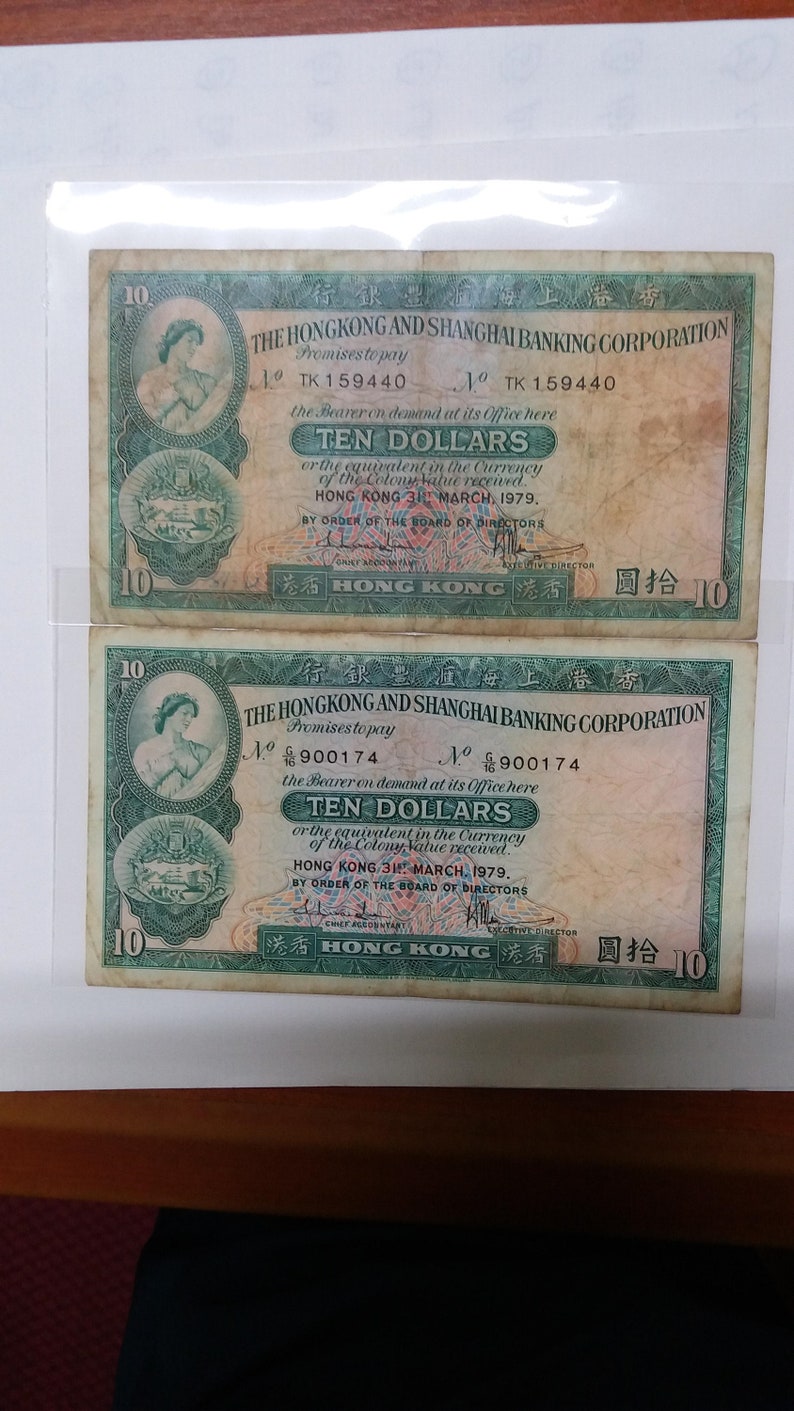 10
行銀豐滙海上港香
THE HONGKONG AND SHANGHAI BANKING CORPORATION
Promises to pay
No TK 159440 No TK 159440
the Bearer on demand at its Office here
TEN DOLLARS
or the equivalent in the Currency
of the Colony, Value received.
HONG KONG 31ST MARCH, 1979.
BY ORDER OF THE BOARD OF DIRECTORS
CHIEF ACCOUNTANT EXECUTIVE DIRECTOR
10 港香 HONG KONG 港香 圓拾 10
10
行銀豐滙海上港香
THE HONGKONG AND SHANGHAI BANKING CORPORATION
Promises to pay
No G/16 900174 No G/16 900174
the Bearer on demand at its Office here
TEN DOLLARS
or the equivalent in the Currency
of the Colony, Value received.
HONG KONG 31ST MARCH, 1979.
BY ORDER OF THE BOARD OF DIRECTORS
CHIEF ACCOUNTANT EXECUTIVE DIRECTOR
10 港香 HONG KONG 港香 圓拾 10